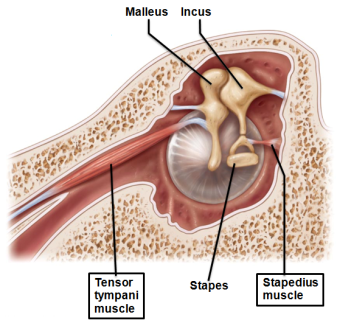 Malleus Incus
Tensor
tympani
muscle
Stapes
Stapedius
muscle